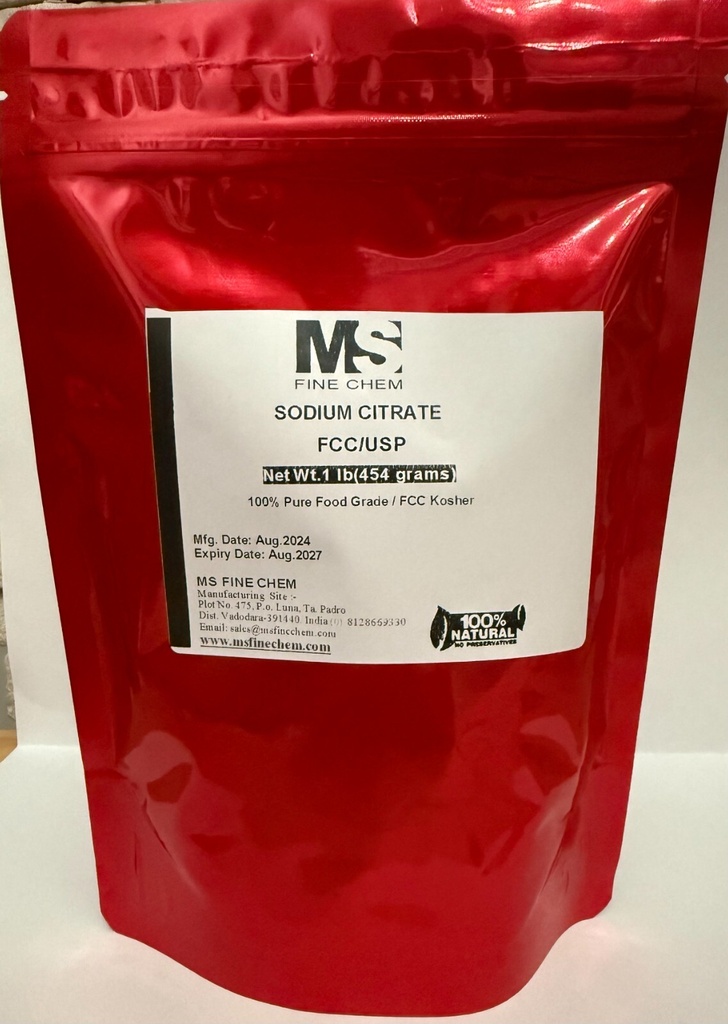 MS
FINE CHEM
SODIUM CITRATE
FCC/USP
Net Wt.1 lb(454 grams)
100% Pure Food Grade / FCC Kosher
Mfg. Date: Aug.2024
Expiry Date: Aug.2027
MS FINE CHEM
Manufacturing Site :-
Plot No. 475, P.o. Luna, Ta. Padro
Dist. Vadodara-391440. India 8128669330
Email: sales@msfinechem.com
www.msfinechem.com
100%
NATURAL
NO PRESERVATIVES